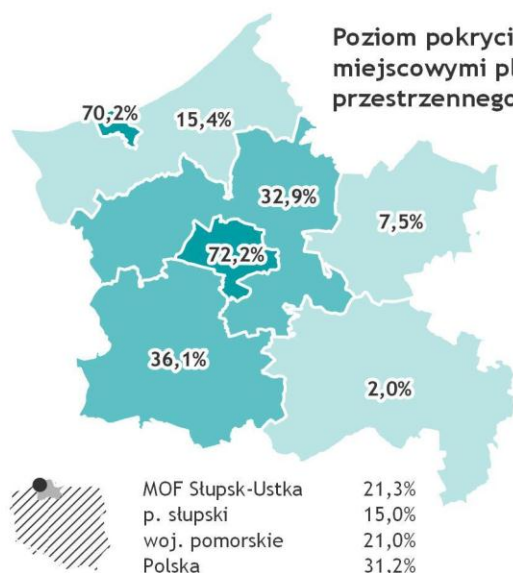 Poziom pokryci
miejscowymi pl
przestrzennego
70,2%
15,4%
32,9%
7,5%
72,2%
36,1%
2,0%
MOF Słupsk-Ustka 21,3%
p. słupski 15,0%
woj. pomorskie 21,0%
Polska 31,2%